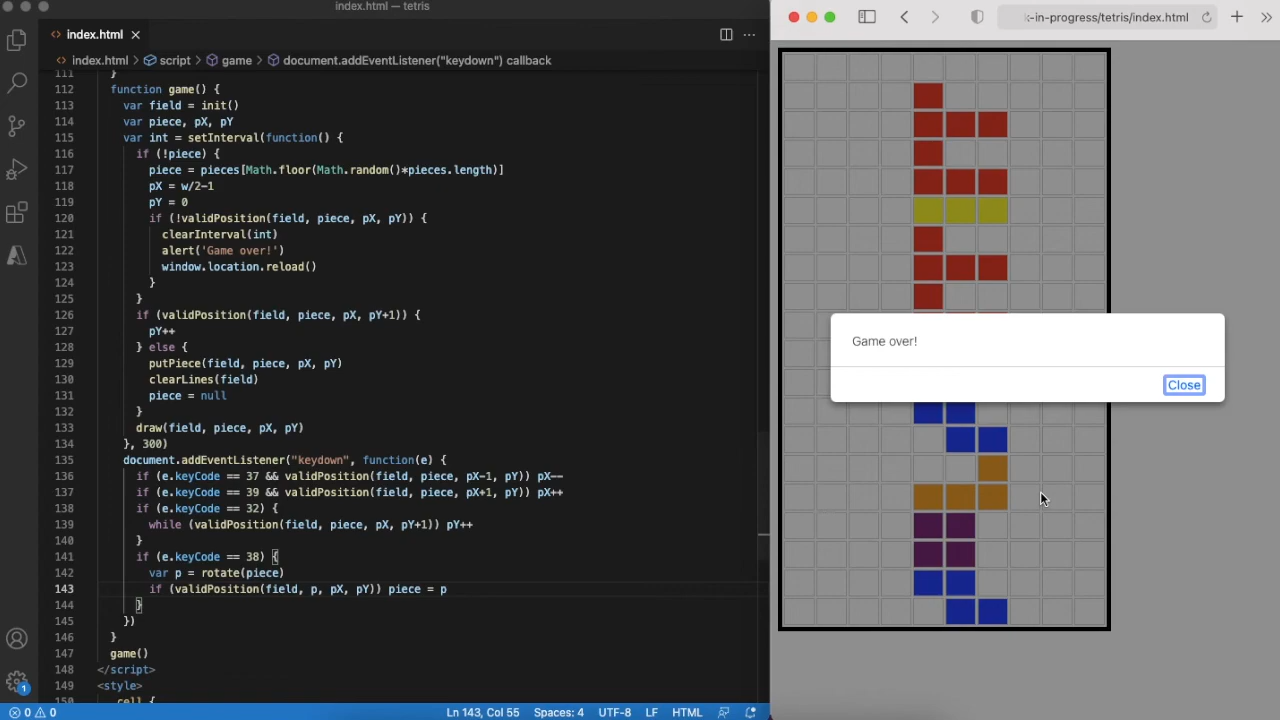 index.html — tetris
index.html
index.html > script > game > document.addEventListener("keydown") callback
111 }
112 function game() {
113 var field = init()
114 var piece, pX, pY
115 var int = setInterval(function() {
116 if (!piece) {
117 piece = pieces[Math.floor(Math.random()*pieces.length)]
118 pX = w/2-1
119 pY = 0
120 if (!validPosition(field, piece, pX, pY)) {
121 clearInterval(int)
122 alert('Game over!')
123 window.location.reload()
124 }
125 }
126 if (validPosition(field, piece, pX, pY+1)) {
127 pY++
128 } else {
129 putPiece(field, piece, pX, pY)
130 clearLines(field)
131 piece = null
132 }
133 draw(field, piece, pX, pY)
134 }, 300)
135 document.addEventListener("keydown", function(e) {
136 if (e.keyCode == 37 && validPosition(field, piece, pX-1, pY)) pX--
137 if (e.keyCode == 39 && validPosition(field, piece, pX+1, pY)) pX++
138 if (e.keyCode == 32) {
139 while (validPosition(field, piece, pX, pY+1)) pY++
140 }
141 if (e.keyCode == 38) {
142 var p = rotate(piece)
143 if (validPosition(field, p, pX, pY)) piece = p
144 }
145 })
146 }
147 game()
148 </script>
149 <style>
150 cell {
1
0 0
Ln 143, Col 55 Spaces: 4 UTF-8 LF HTML
-in-progress/tetris/index.html
Game over!
Close